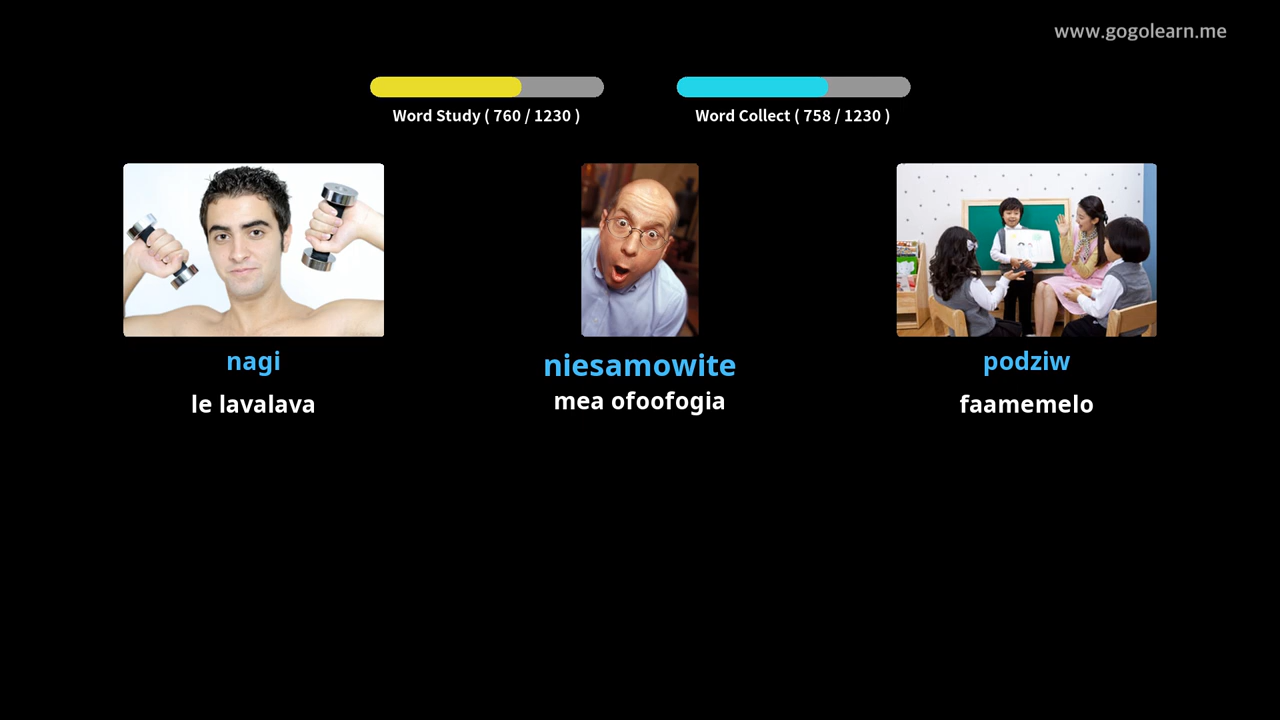 www.gogolearn.me
Word Study ( 760 / 1230 )
Word Collect ( 758 / 1230 )
nagi
le lavalava
niesamowite
mea ofoofogia
podziw
faamemelo